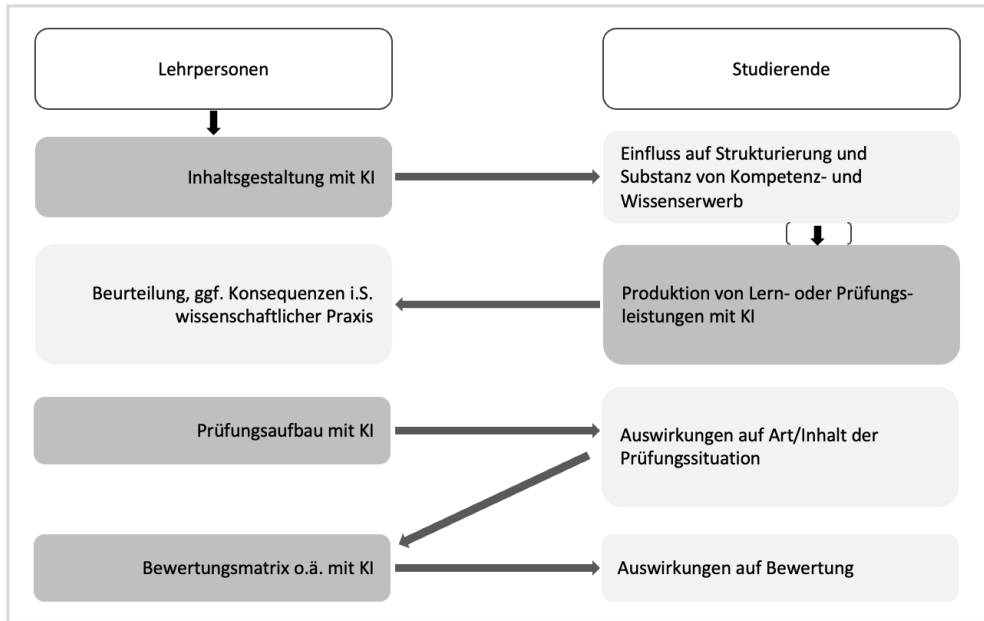 Lehrpersonen
Studierende
Inhaltsgestaltung mit KI
Einfluss auf Strukturierung und
Substanz von Kompetenz- und
Wissenserwerb
Beurteilung, ggf. Konsequenzen i.S.
wissenschaftlicher Praxis
Produktion von Lern- oder Prüfungs-
leistungen mit KI
Prüfungsaufbau mit KI
Auswirkungen auf Art/Inhalt der
Prüfungssituation
Bewertungsmatrix o.ä. mit KI
Auswirkungen auf Bewertung